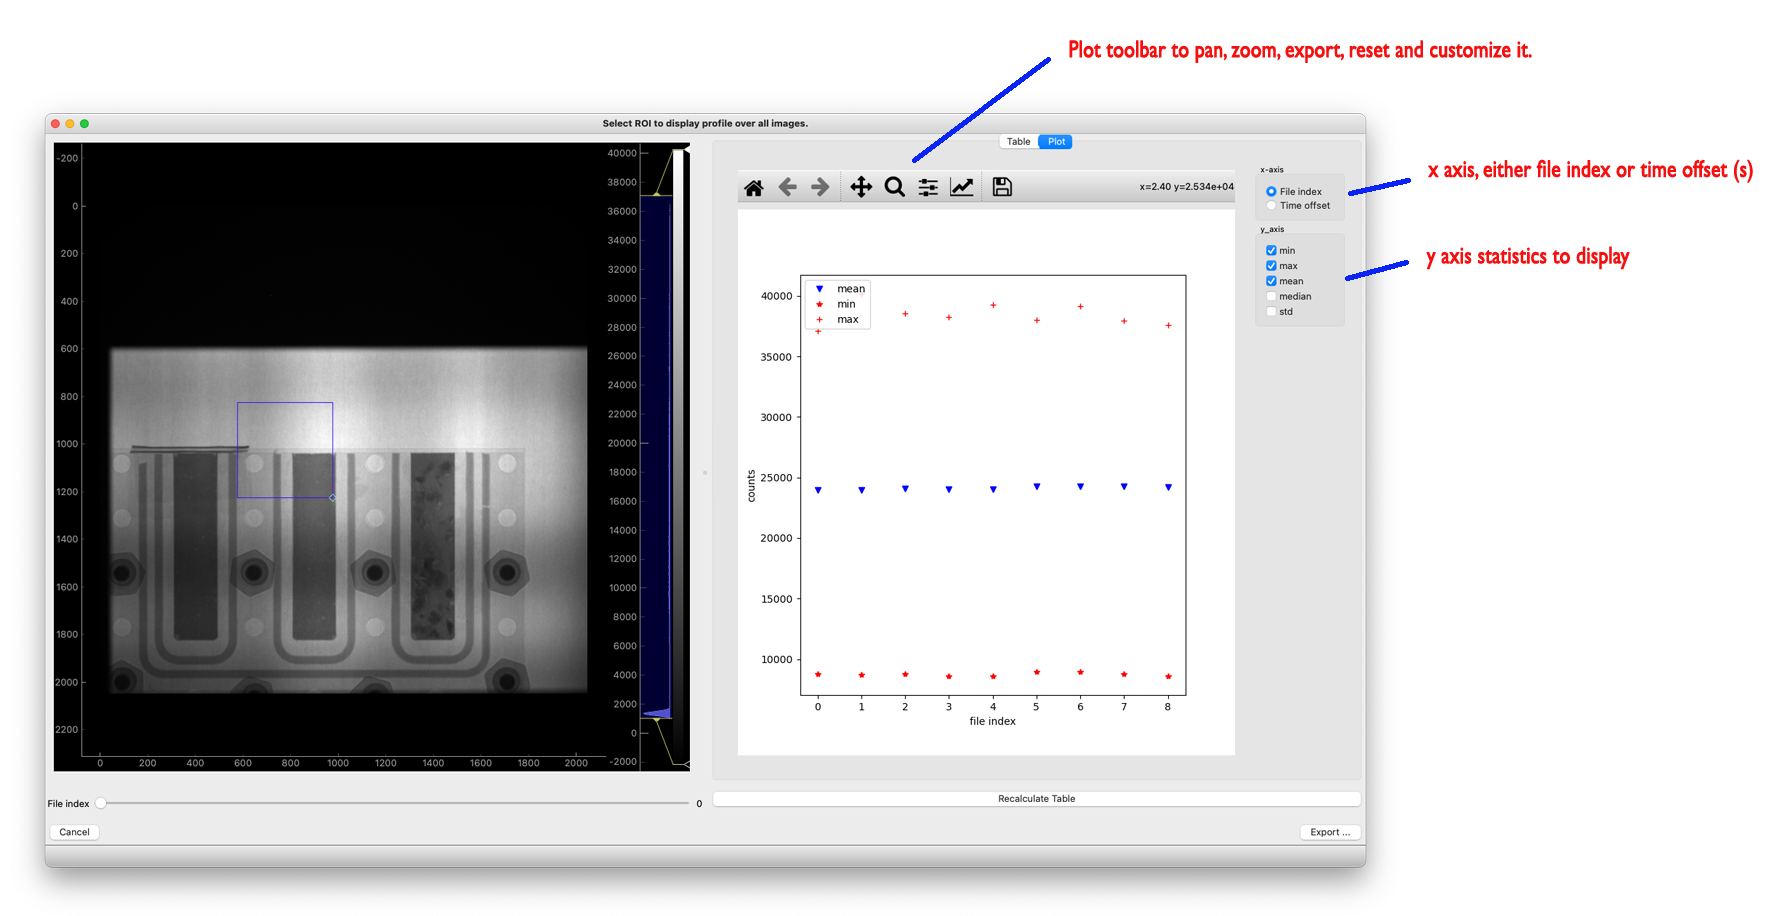 Plot toolbar to pan, zoom, export, reset and customize it.
Select ROI to display profile over all images.
Table Plot
x=2.40 y=2.534e+04
x-axis
File index
Time offset
x axis, either file index or time offset (s)
y_axis
min
max
mean
median
std
y axis statistics to display
-200
0
200
400
600
800
1000
1200
1400
1600
1800
2000
2200
0 200 400 600 800 1000 1200 1400 1600 1800 2000
40000
38000
36000
34000
32000
30000
28000
26000
24000
22000
20000
18000
16000
14000
12000
10000
8000
6000
4000
2000
0
-2000
mean
min
max
40000
35000
30000
25000
20000
15000
10000
counts
0 1 2 3 4 5 6 7 8
file index
File index 0
Recalculate Table
Cancel
Export ...